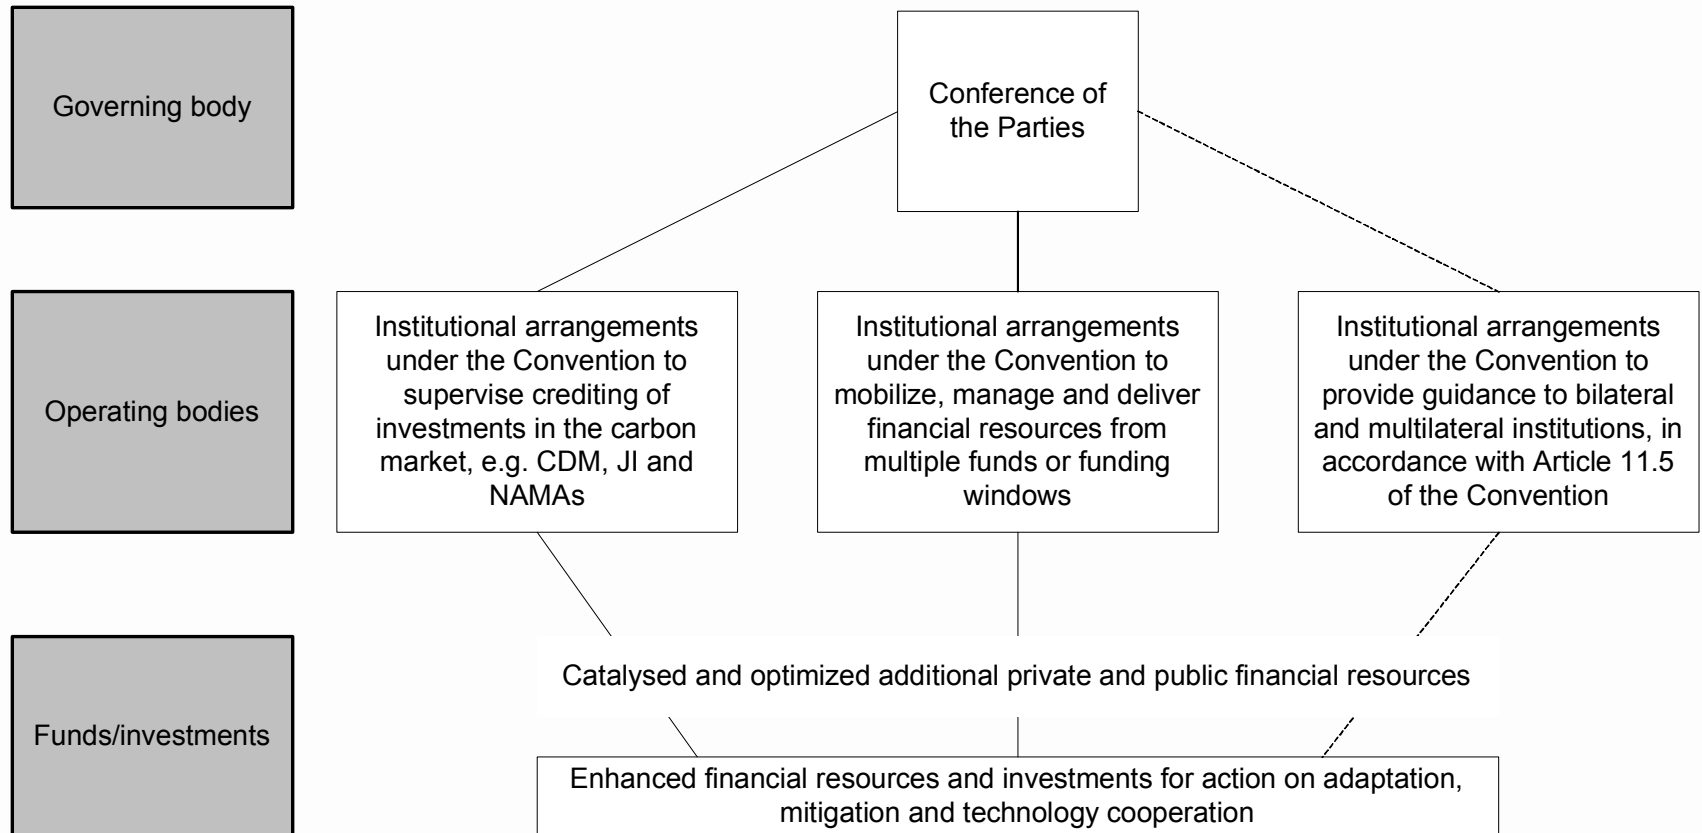 Governing body
Conference of
the Parties
Operating bodies
Institutional arrangements
under the Convention to
supervise crediting of
investments in the carbon
market, e.g. CDM, JI and
NAMAs
Institutional arrangements
under the Convention to
mobilize, manage and deliver
financial resources from
multiple funds or funding
windows
Institutional arrangements
under the Convention to
provide guidance to bilateral
and multilateral institutions, in
accordance with Article 11.5
of the Convention
Funds/investments
Catalysed and optimized additional private and public financial resources
Enhanced financial resources and investments for action on adaptation,
mitigation and technology cooperation